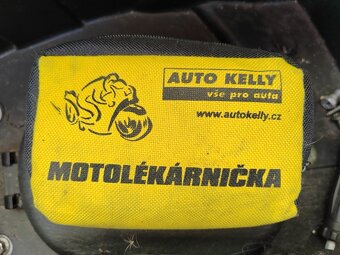 AUTO KELLY
vše pro auta
www.autokelly.cz
MOTOLÉKÁRNIČKA